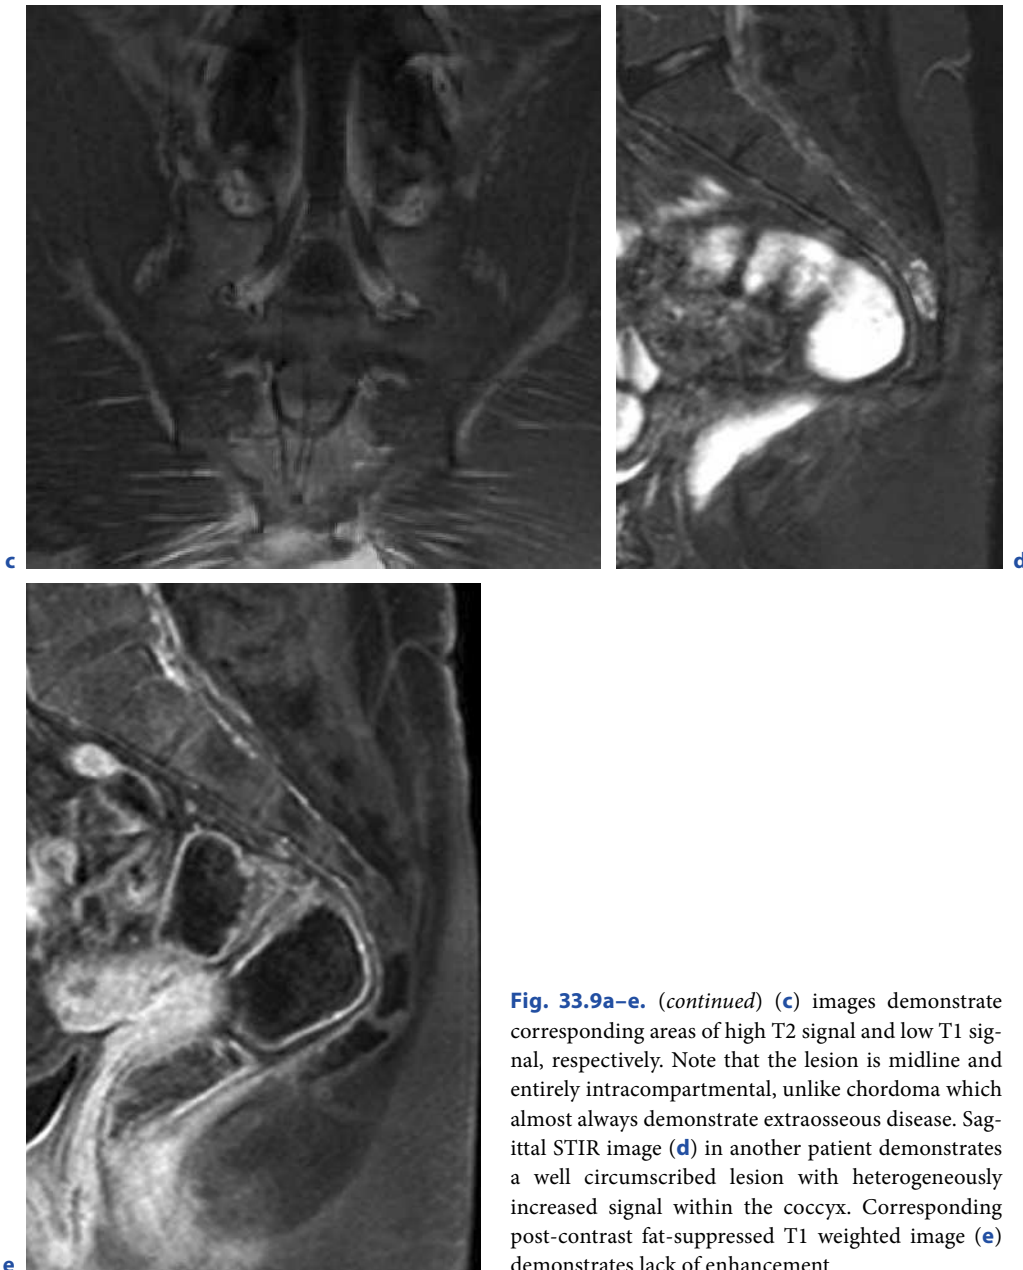 c
d
e
Fig. 33.9a–e. (continued) (c) images demonstrate
corresponding areas of high T2 signal and low T1 sig-
nal, respectively. Note that the lesion is midline and
entirely intracompartmental, unlike chordoma which
almost always demonstrate extraosseous disease. Sag-
ittal STIR image (d) in another patient demonstrates
a well circumscribed lesion with heterogeneously
increased signal within the coccyx. Corresponding
post-contrast fat-suppressed T1 weighted image (e)
demonstrates lack of enhancement